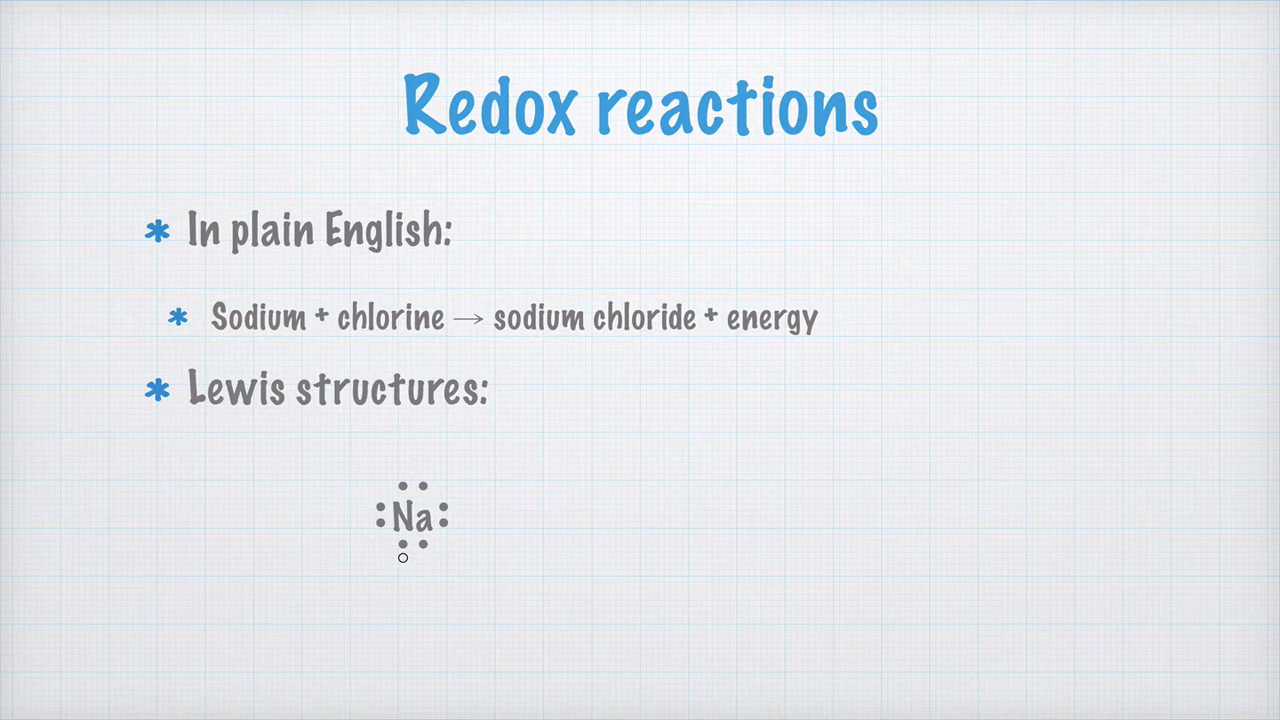 Redox reactions
* In plain English:
* Sodium + chlorine → sodium chloride + energy
* Lewis structures:
Na